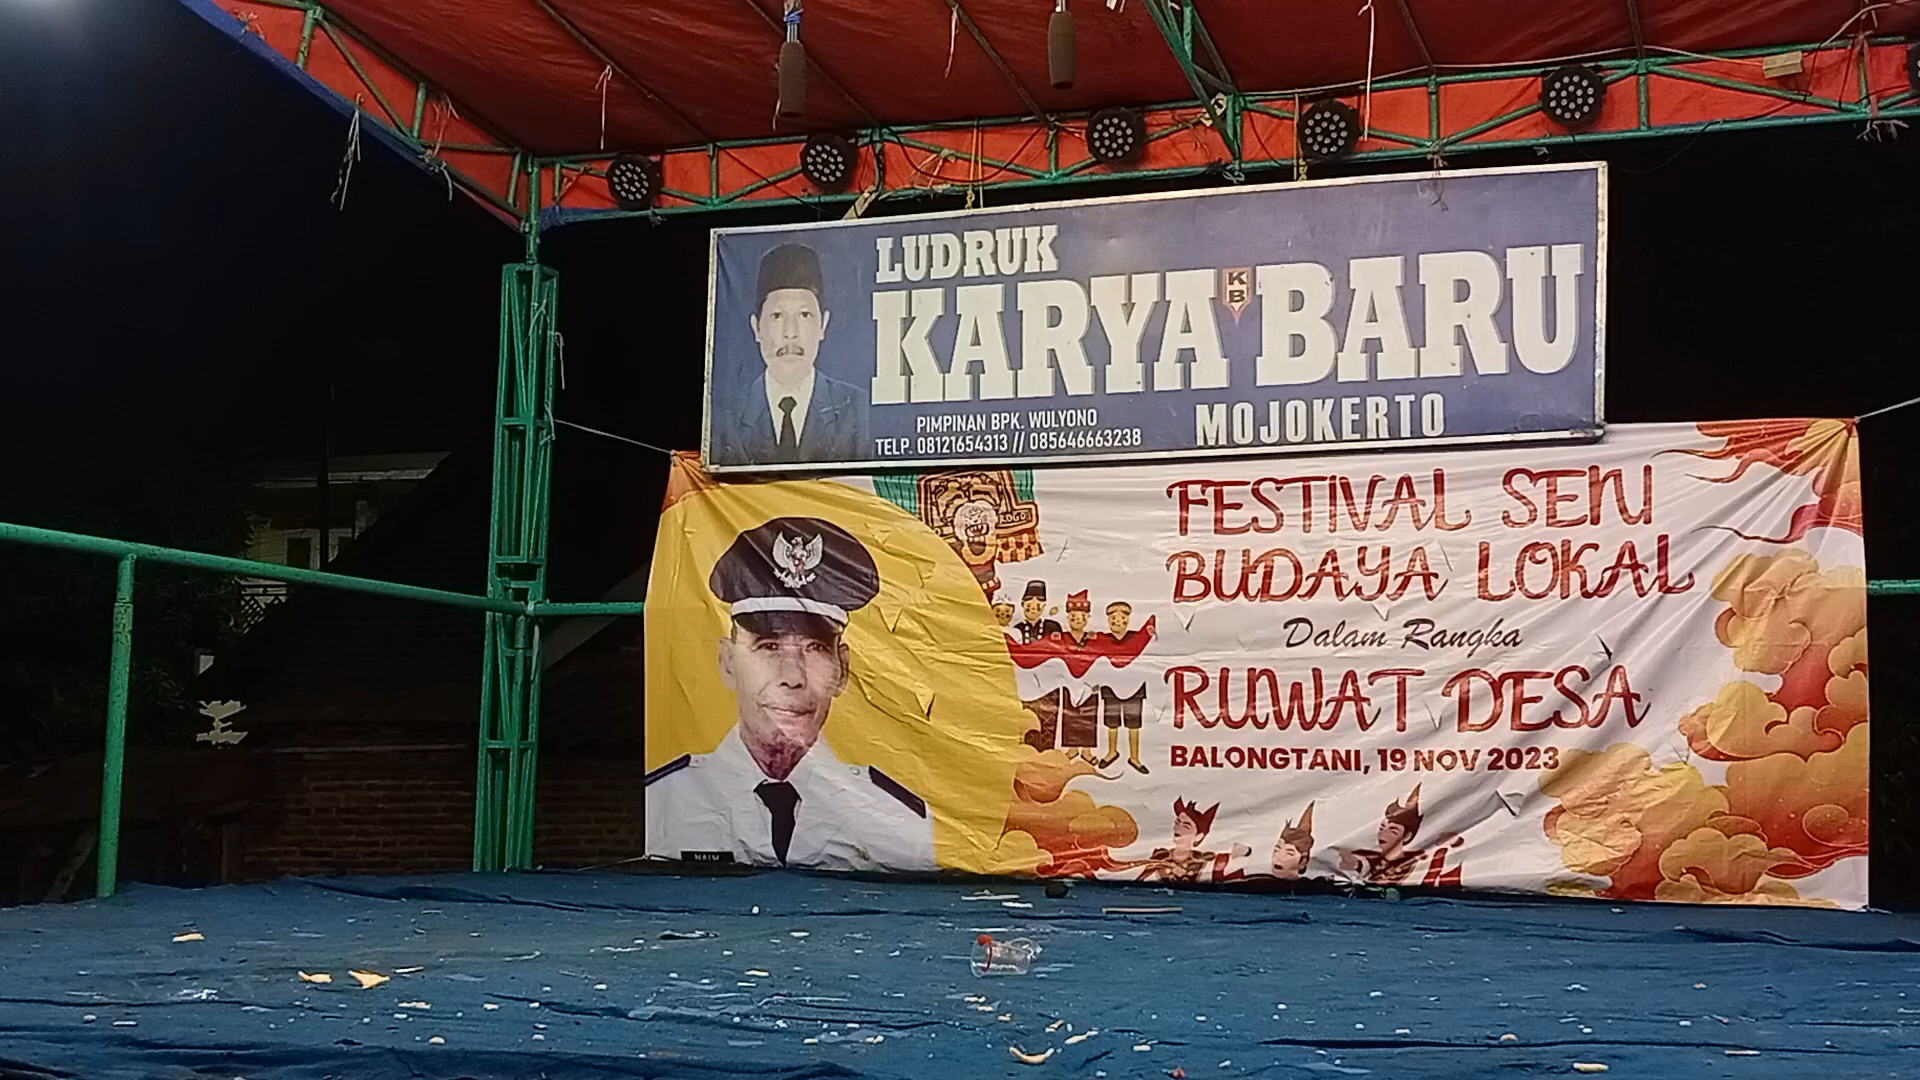 LUDRUK
KARYA BARU
KB
PIMPINAN BPK. WULYONO
TELP. 08121654313 // 085646663238
MOJOKERTO
FESTIVAL SENI
BUDAYA LOKAL
Dalam Rangka
RUWAT DESA
BALONGTANI, 19 NOV 2023